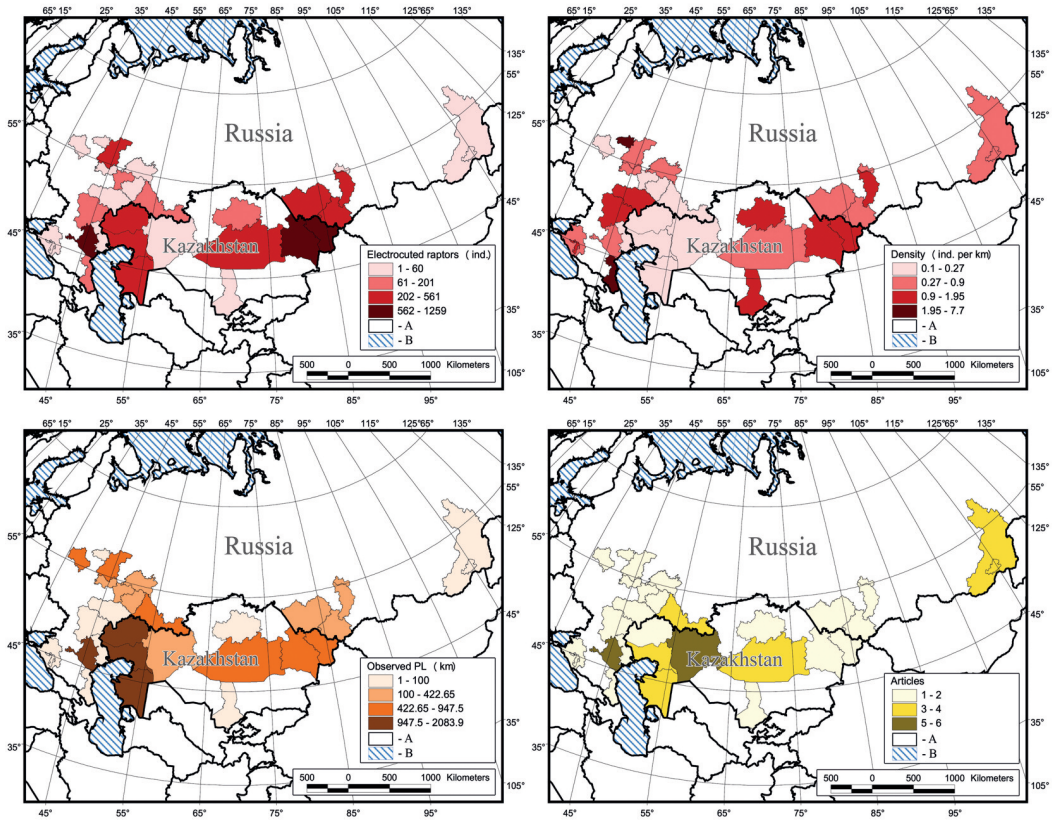 65° 15° 25° 35° 45° 55° 65° 75° 85° 95° 105° 115° 125°65° 135°
135°
55°
125°
55°
45°
45°
35°
35°
105°
45° 55° 65° 75° 85° 95°
Russia
Kazakhstan
Electrocuted raptors ( ind.)
1 - 60
61 - 201
202 - 561
562 - 1259
- A
- B
500 0 500 1000 Kilometers
65° 15° 25° 35° 45° 55° 65° 75° 85° 95° 105° 115° 125°65° 135°
135°
55°
125°
55°
45°
45°
35°
35°
105°
45° 55° 65° 75° 85° 95°
Russia
Kazakhstan
Density ( ind. per km)
0.1 - 0.27
0.27 - 0.9
0.9 - 1.95
1.95 - 7.7
- A
- B
500 0 500 1000 Kilometers
65° 15° 25° 35° 45° 55° 65° 75° 85° 95° 105° 115° 125°65° 135°
135°
55°
125°
55°
45°
45°
35°
35°
105°
45° 55° 65° 75° 85° 95°
Russia
Kazakhstan
Observed PL ( km)
1 - 100
100 - 422.65
422.65 - 947.5
947.5 - 2083.9
- A
- B
500 0 500 1000 Kilometers
65° 15° 25° 35° 45° 55° 65° 75° 85° 95° 105° 115° 125°65° 135°
135°
55°
125°
55°
45°
45°
35°
35°
105°
45° 55° 65° 75° 85° 95°
Russia
Kazakhstan
Articles
1 - 2
3 - 4
5 - 6
- A
- B
500 0 500 1000 Kilometers